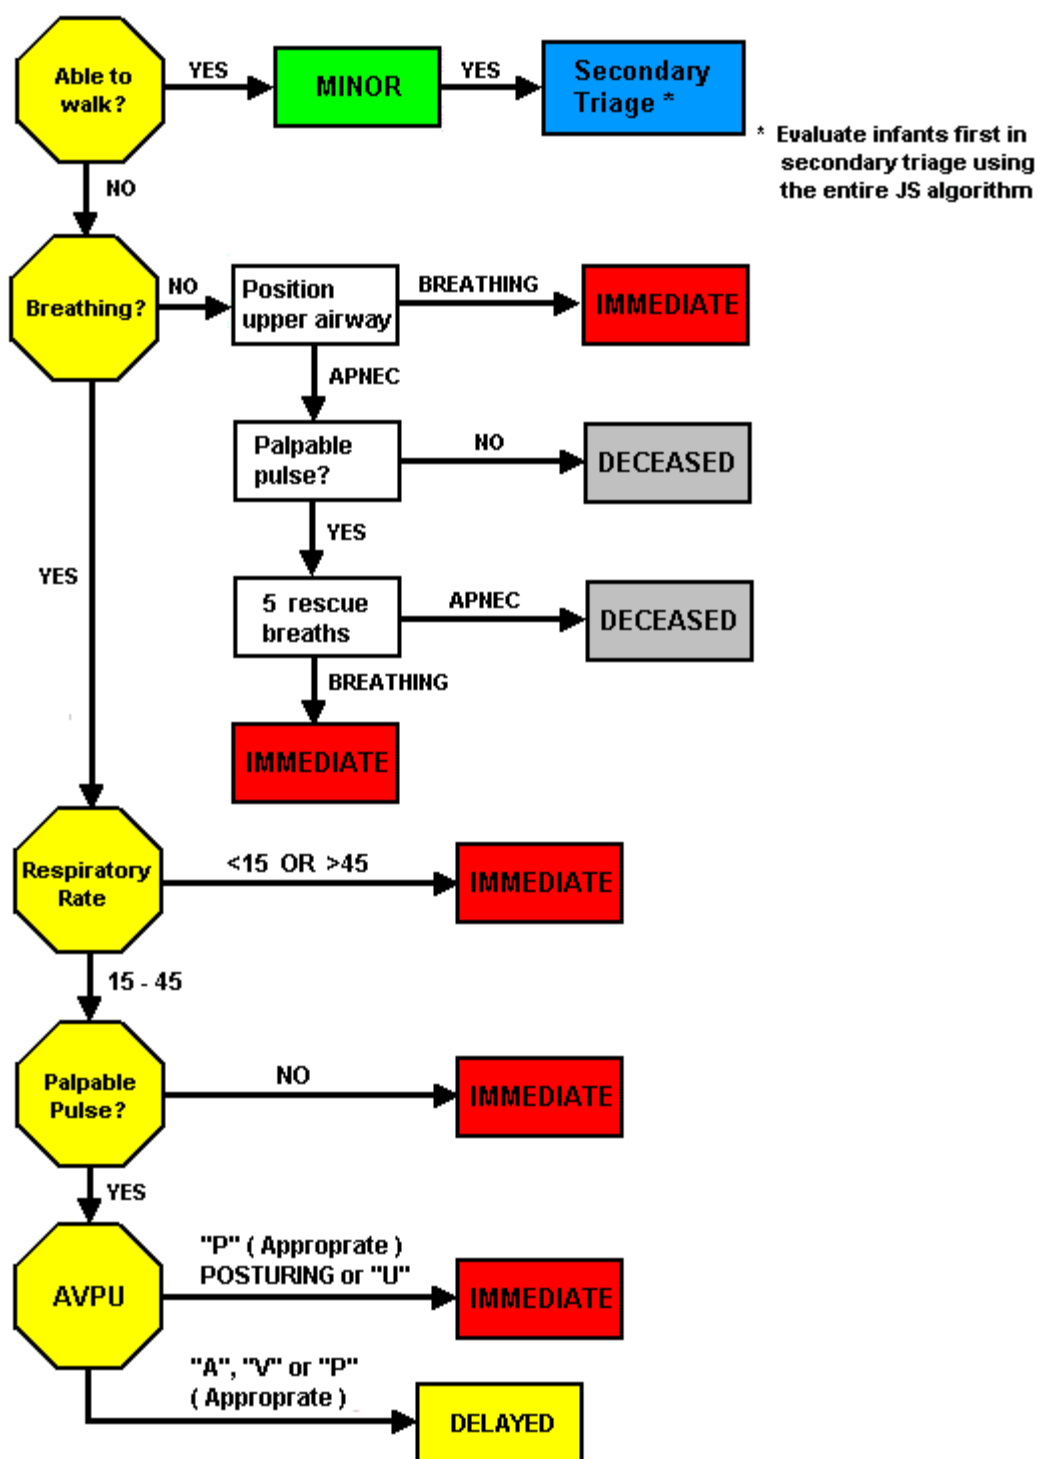 Able to
walk?
YES
MINOR
YES
Secondary
Triage *
* Evaluate infants first in
secondary triage using
the entire JS algorithm
NO
Breathing?
NO
Position
upper airway
BREATHING
IMMEDIATE
APNEC
Palpable
pulse?
NO
DECEASED
YES
5 rescue
breaths
APNEC
DECEASED
BREATHING
IMMEDIATE
YES
Respiratory
Rate
<15 OR >45
IMMEDIATE
15 - 45
Palpable
Pulse?
NO
IMMEDIATE
YES
AVPU
"P" ( Approprate )
POSTURING or "U"
IMMEDIATE
"A", "V" or "P"
( Approprate )
DELAYED